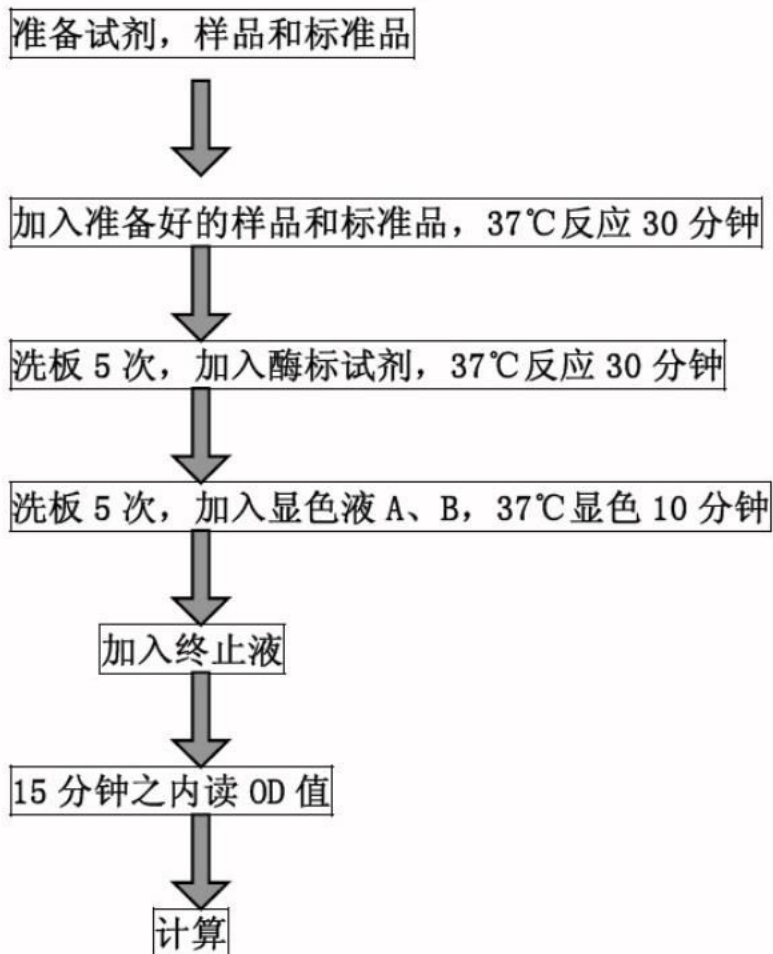 准备试剂，样品和标准品
加入准备好的样品和标准品，37℃反应 30 分钟
洗板 5 次，加入酶标试剂，37℃反应 30 分钟
洗板 5 次，加入显色液 A、B，37℃显色 10 分钟
加入终止液
15 分钟之内读 OD 值
计算